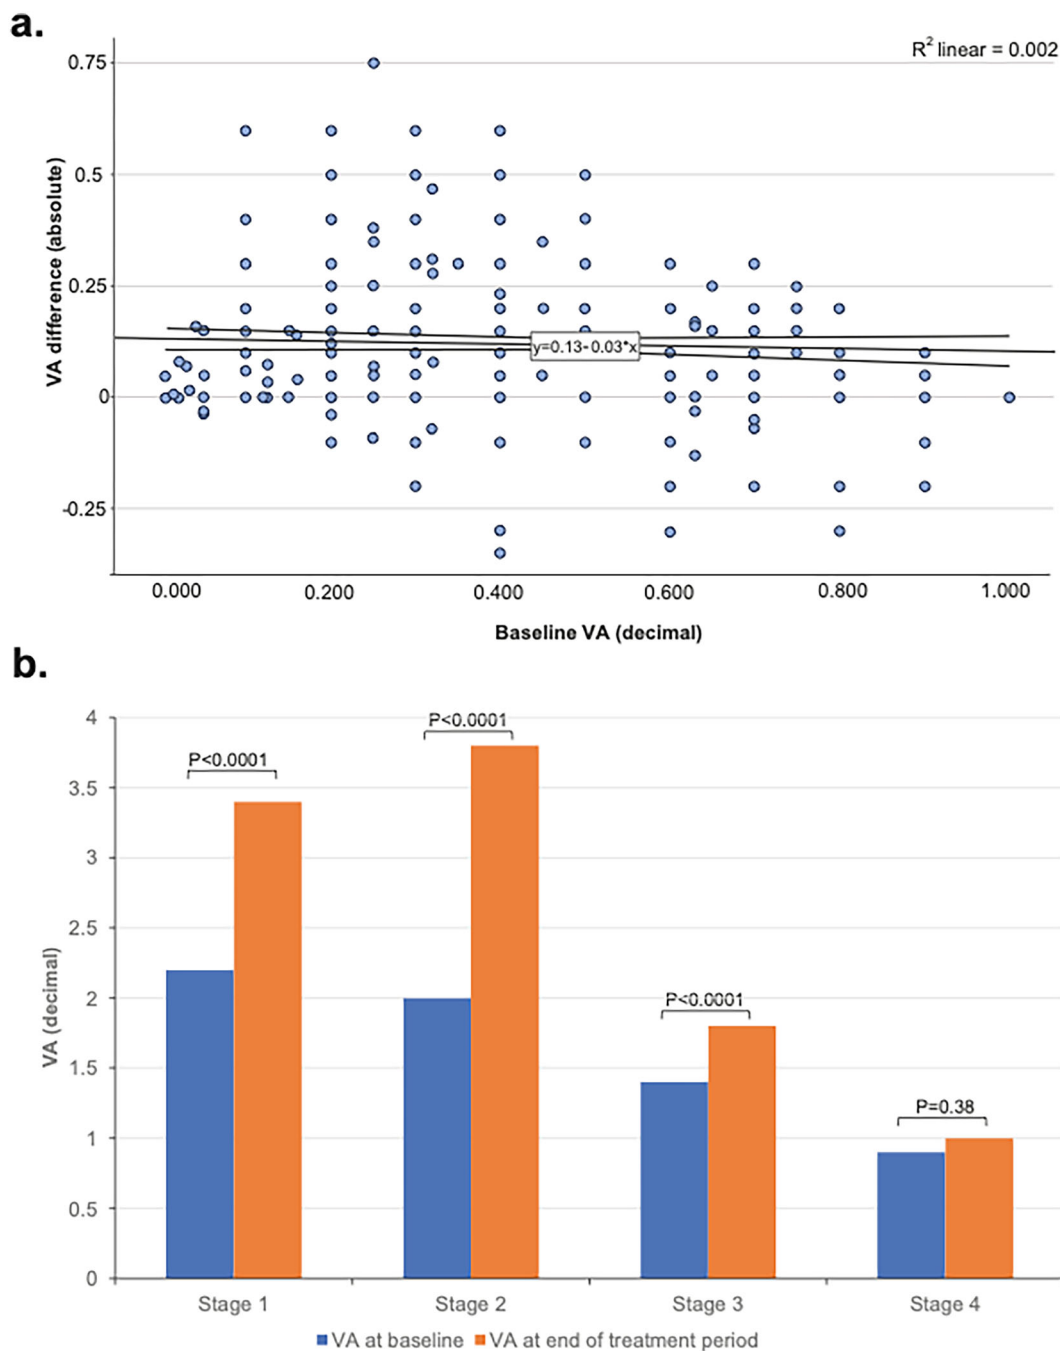 a.
R² linear = 0.002
VA difference (absolute)
0.75
0.5
0.25
0
-0.25
y=0.13-0.03*x
0.000 0.200 0.400 0.600 0.800 1.000
Baseline VA (decimal)
b.
VA (decimal)
4
3.5
3
2.5
2
1.5
1
0.5
0
P<0.0001
P<0.0001
P<0.0001
P=0.38
Stage 1 Stage 2 Stage 3 Stage 4
VA at baseline VA at end of treatment period